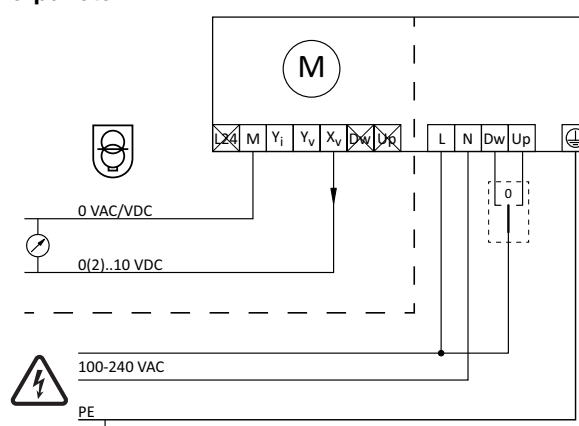 M
L24 M Yi Yv Xv Dw Up L N Dw Up
0
0 VAC/VDC
0(2)..10 VDC
100-240 VAC
PE